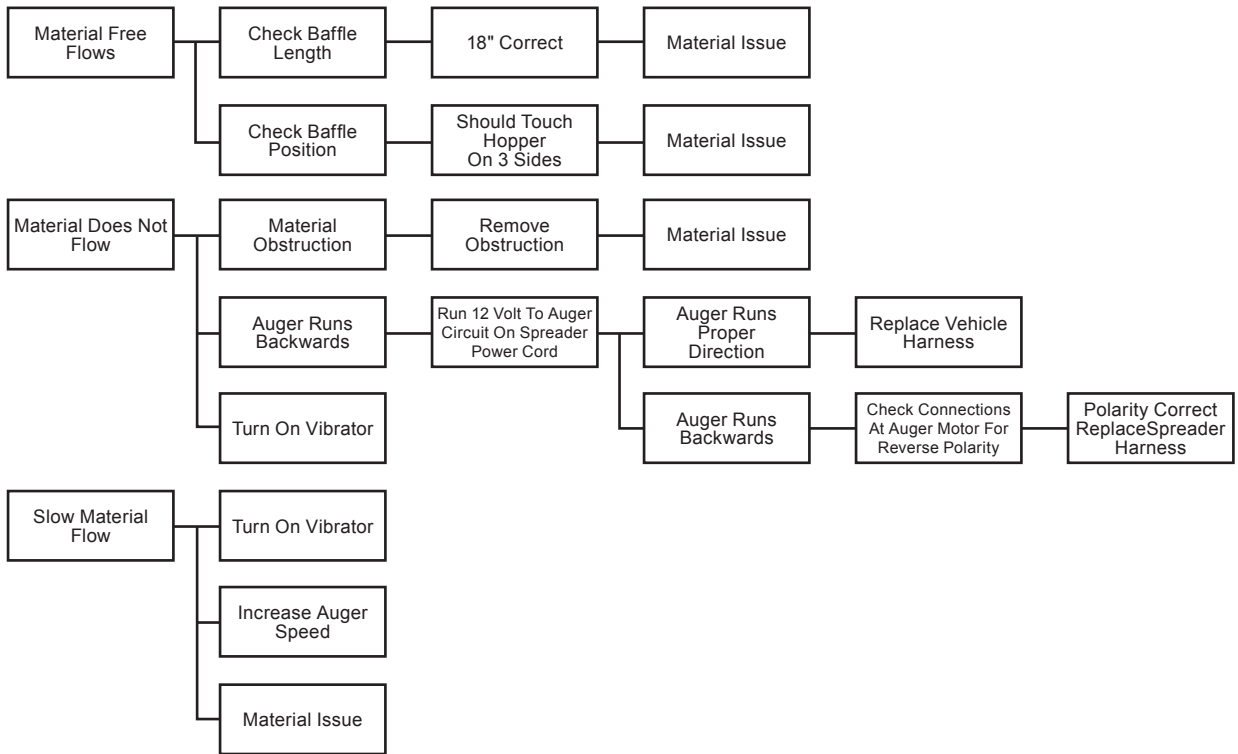 Material Free
Flows
Check Baffle
Length
18" Correct
Material Issue
Check Baffle
Position
Should Touch
Hopper
On 3 Sides
Material Issue
Material Does Not
Flow
Material
Obstruction
Remove
Obstruction
Material Issue
Auger Runs
Backwards
Run 12 Volt To Auger
Circuit On Spreader
Power Cord
Auger Runs
Proper
Direction
Replace Vehicle
Harness
Turn On Vibrator
Auger Runs
Backwards
Check Connections
At Auger Motor For
Reverse Polarity
Polarity Correct
ReplaceSpreader
Harness
Slow Material
Flow
Turn On Vibrator
Increase Auger
Speed
Material Issue